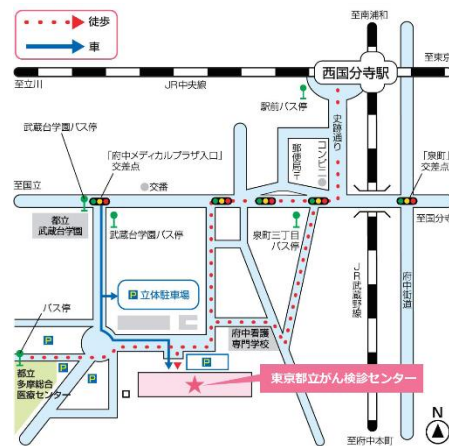 徒歩
車
至南浦和
西国分寺駅
至東京
至立川
JR中央線
駅前バス停
史跡通り
武蔵台学園バス停
「府中メディカルプラザ入口」
交差点
郵便局〒
コンビニ
「泉町」
交差点
至国立
交番
都立
武蔵台学園
武蔵台学園バス停
泉町三丁目
バス停
至国分寺
P 立体駐車場
JR武蔵野線
府中街道
バス停
府中看護
専門学校
P
P
P
P
都立
多摩総合
医療センター
東京都立がん検診センター
N
至府中本町